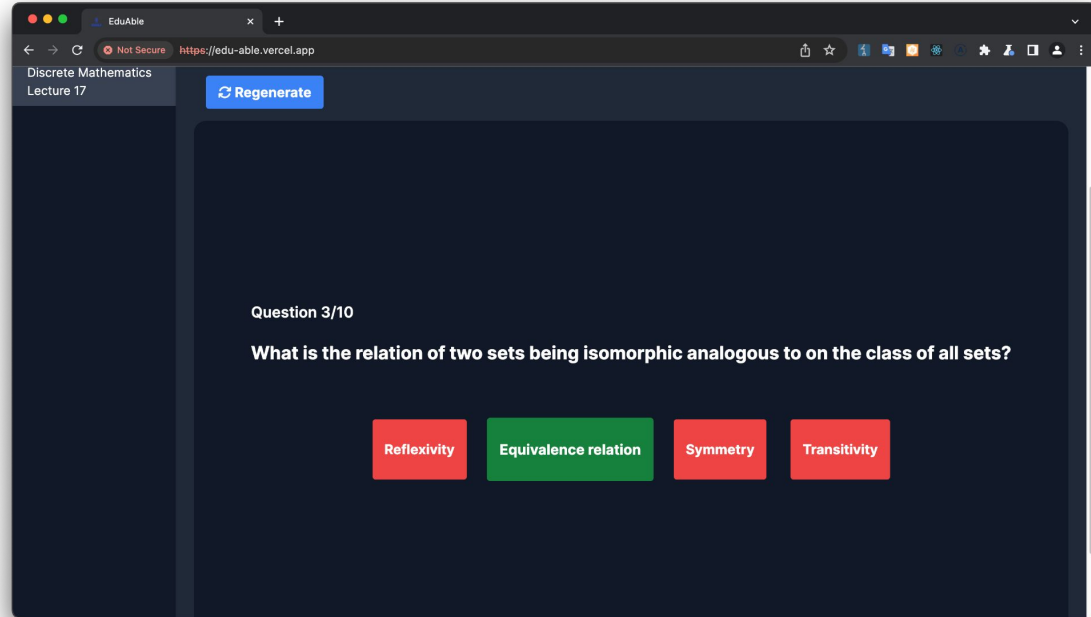 EduAble
Not Secure https://edu-able.vercel.app
Discrete Mathematics
Lecture 17
Regenerate
Question 3/10
What is the relation of two sets being isomorphic analogous to on the class of all sets?
Reflexivity Equivalence relation Symmetry Transitivity